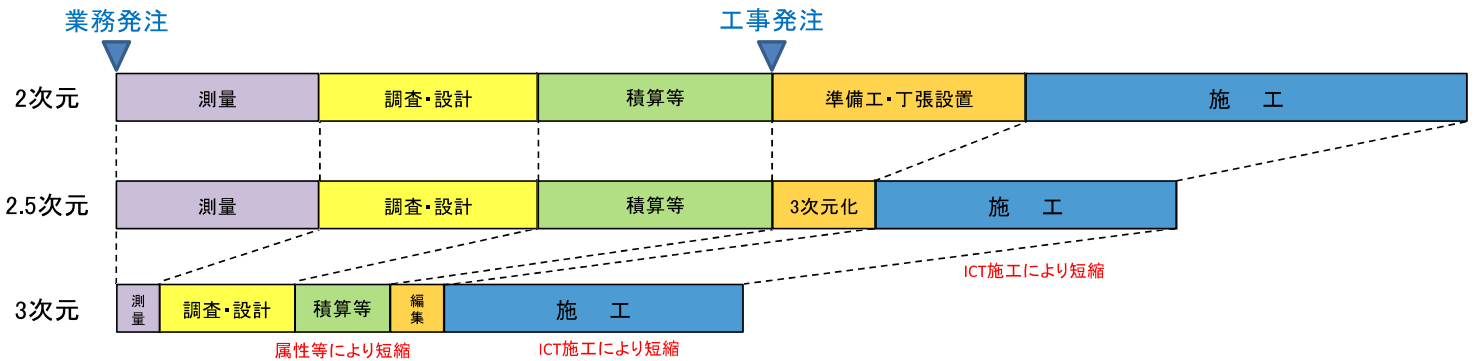 業務発注
工事発注
2次元
測量
調査・設計
積算等
準備工・丁張設置
施　工
2.5次元
測量
調査・設計
積算等
3次元化
施　工
ICT施工により短縮
3次元
測量
調査・設計
積算等
編集
施　工
属性等により短縮
ICT施工により短縮